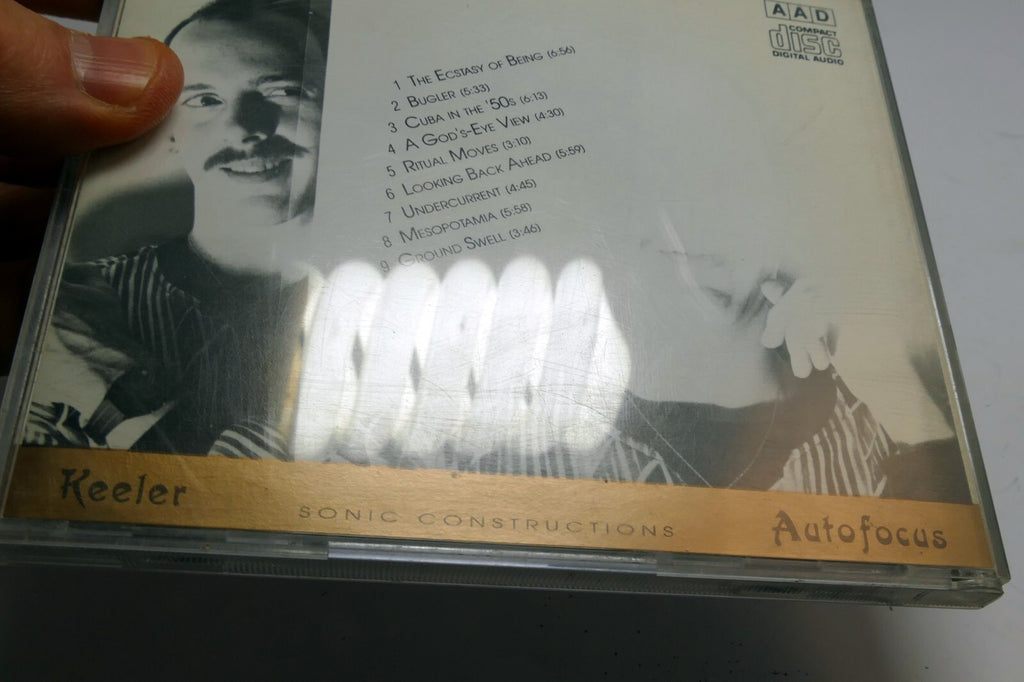 AAD
COMPACT
disc
DIGITAL AUDIO
1 THE ECSTASY OF BEING (6:56)
2 BUGLER (5:33)
3 CUBA IN THE '50S (6:13)
4 A GOD'S-EYE VIEW (4:30)
5 RITUAL MOVES (3:10)
6 LOOKING BACK AHEAD (5:59)
7 UNDERCURRENT (4:45)
8 MESOPOTAMIA (5:58)
9 GROUND SWELL (3:46)
Keeler
SONIC CONSTRUCTIONS
Autofocus